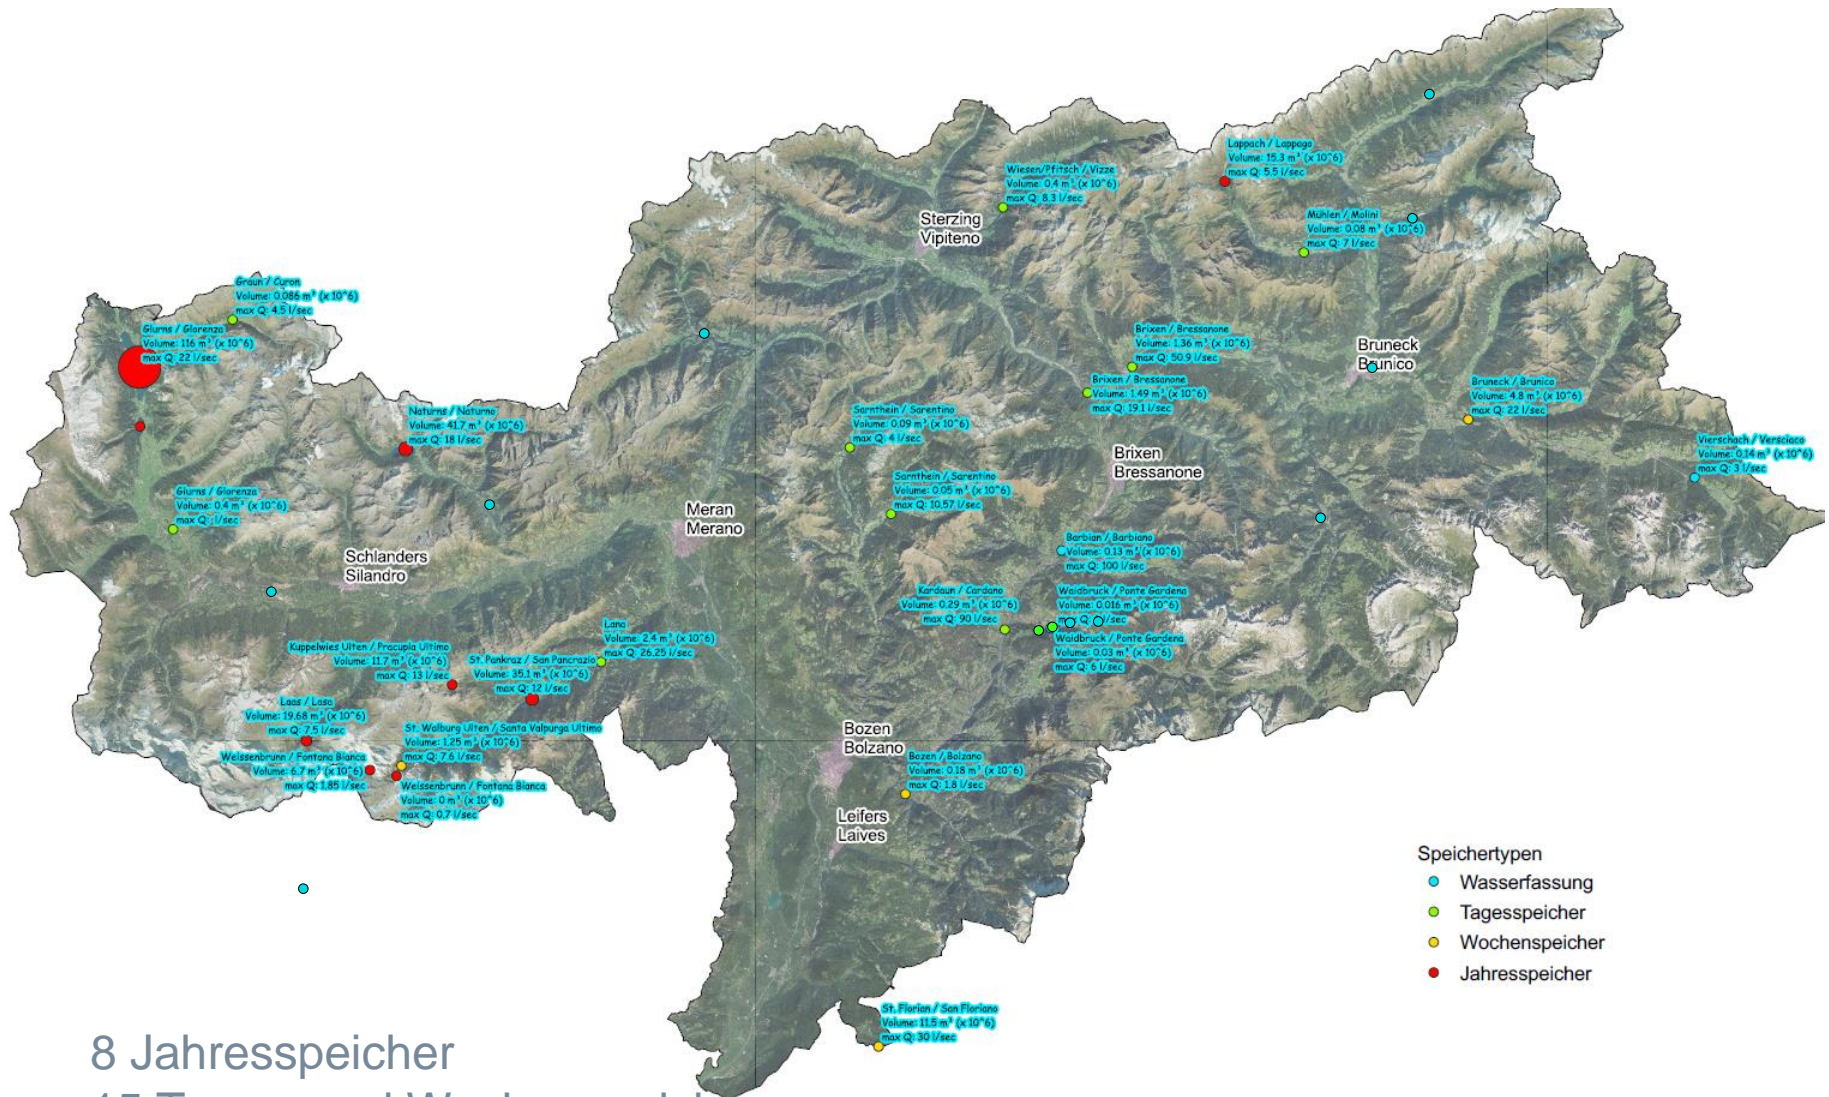 Lappach / Lappago
Volume: 15.3 m³ (x 10^6)
max Q: 5.5 l/sec
Wiesen/Pfitsch / Vizze
Volume: 0.4 m³ (x 10^6)
max Q: 8.3 l/sec
Mühlen / Molini
Volume: 0.08 m³ (x 10^6)
max Q: 7 l/sec
Sterzing
Vipiteno
Graun / Curon
Volume: 0.086 m³ (x 10^6)
max Q: 4.5 l/sec
Glurns / Glorenza
Volume: 116 m³ (x 10^6)
max Q: 22 l/sec
Brixen / Bressanone
Volume: 1.36 m³ (x 10^6)
max Q: 50.9 l/sec
Bruneck
Brunico
Brixen / Bressanone
Volume: 1.49 m³ (x 10^6)
max Q: 19.1 l/sec
Bruneck / Brunico
Volume: 4.8 m³ (x 10^6)
max Q: 22 l/sec
Naturns / Naturno
Volume: 41.7 m³ (x 10^6)
max Q: 18 l/sec
Sarnthein / Sarentino
Volume: 0.09 m³ (x 10^6)
max Q: 4 l/sec
Vierschach / Versciaco
Volume: 0.14 m³ (x 10^6)
max Q: 3 l/sec
Brixen
Bressanone
Sarnthein / Sarentino
Volume: 0.05 m³ (x 10^6)
max Q: 10.57 l/sec
Glurns / Glorenza
Volume: 0.4 m³ (x 10^6)
max Q: l/sec
Meran
Merano
Barbian / Barbiano
Volume: 0.13 m³ (x 10^6)
max Q: 100 l/sec
Schlanders
Silandro
Kardaun / Cardano
Volume: 0.29 m³ (x 10^6)
max Q: 90 l/sec
Waidbruck / Ponte Gardena
Volume: 0.016 m³ (x 10^6)
max Q: l/sec
Waidbruck / Ponte Gardena
Volume: 0.03 m³ (x 10^6)
max Q: 6 l/sec
Lana
Volume: 2.4 m³ (x 10^6)
max Q: 26.25 l/sec
Kuppelwies Ulten / Pracupla Ultimo
Volume: 11.7 m³ (x 10^6)
max Q: 13 l/sec
St. Pankraz / San Pancrazio
Volume: 35.1 m³ (x 10^6)
max Q: 12 l/sec
Laas / Lasa
Volume: 19.68 m³ (x 10^6)
max Q: 7.5 l/sec
St. Walburg Ulten / Santa Valpurga Ultimo
Volume: 1.25 m³ (x 10^6)
max Q: 7.6 l/sec
Weissenbrunn / Fontana Bianca
Volume: 6.7 m³ (x 10^6)
max Q: 1.85 l/sec
Weissenbrunn / Fontana Bianca
Volume: 0 m³ (x 10^6)
max Q: 0.7 l/sec
Bozen
Bolzano
Bozen / Bolzano
Volume: 0.18 m³ (x 10^6)
max Q: 1.8 l/sec
Leifers
Laives
St. Florian / San Floriano
Volume: 11.5 m³ (x 10^6)
max Q: 30 l/sec
Speichertypen
Wasserfassung
Tagesspeicher
Wochenspeicher
Jahresspeicher
8 Jahresspeicher